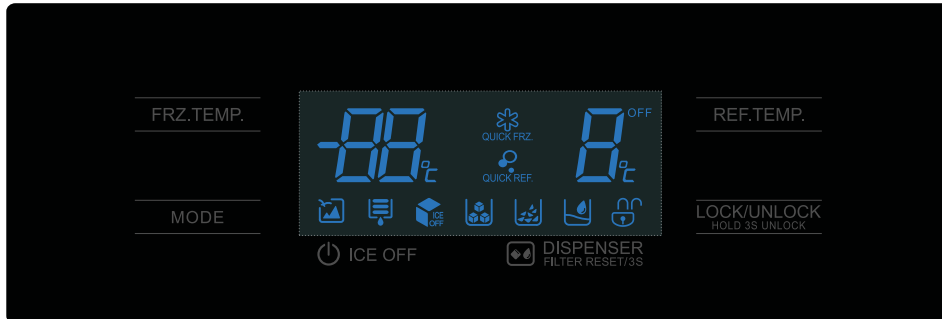 FRZ.TEMP.
-88°C
QUICK FRZ.
QUICK REF.
8°C
OFF
REF.TEMP.
MODE
ICE
OFF
LOCK/UNLOCK
HOLD 3S UNLOCK
ICE OFF
DISPENSER
FILTER RESET/3S